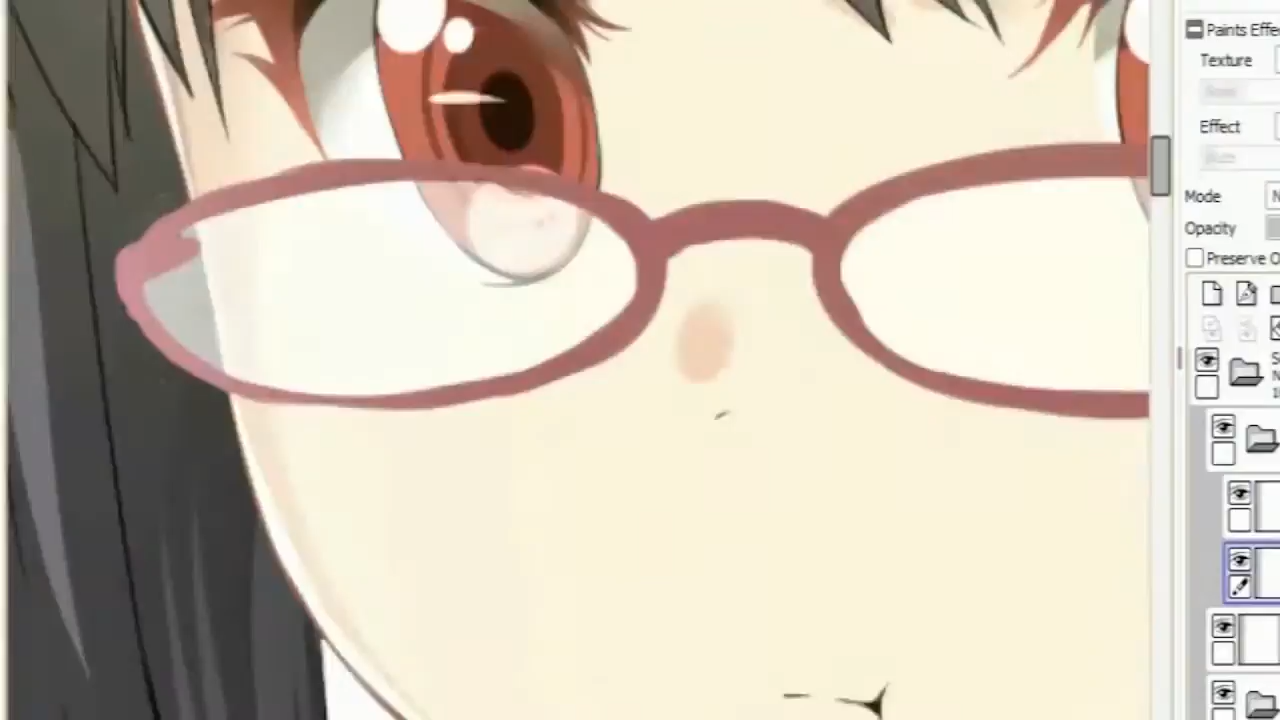 Paints Effe
Texture
Effect
Mode N
Opacity
Preserve O